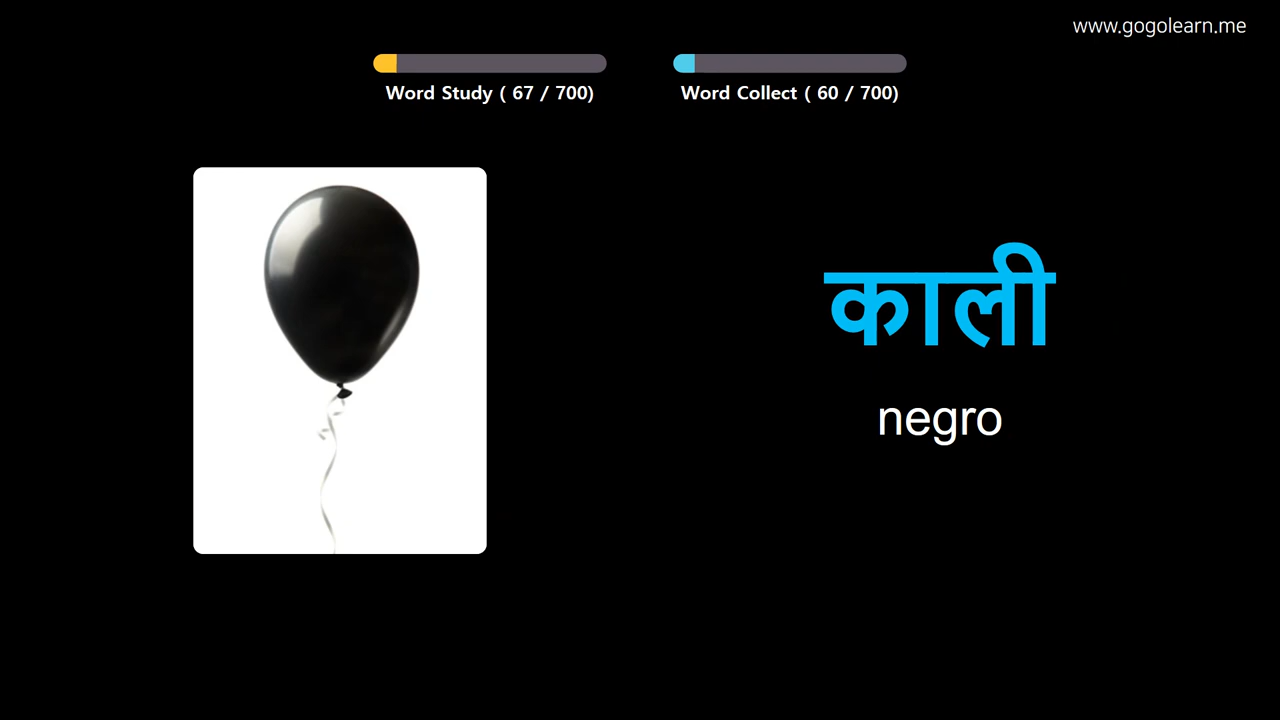 www.gogolearn.me
Word Study ( 67 / 700)
Word Collect ( 60 / 700)
काली
negro